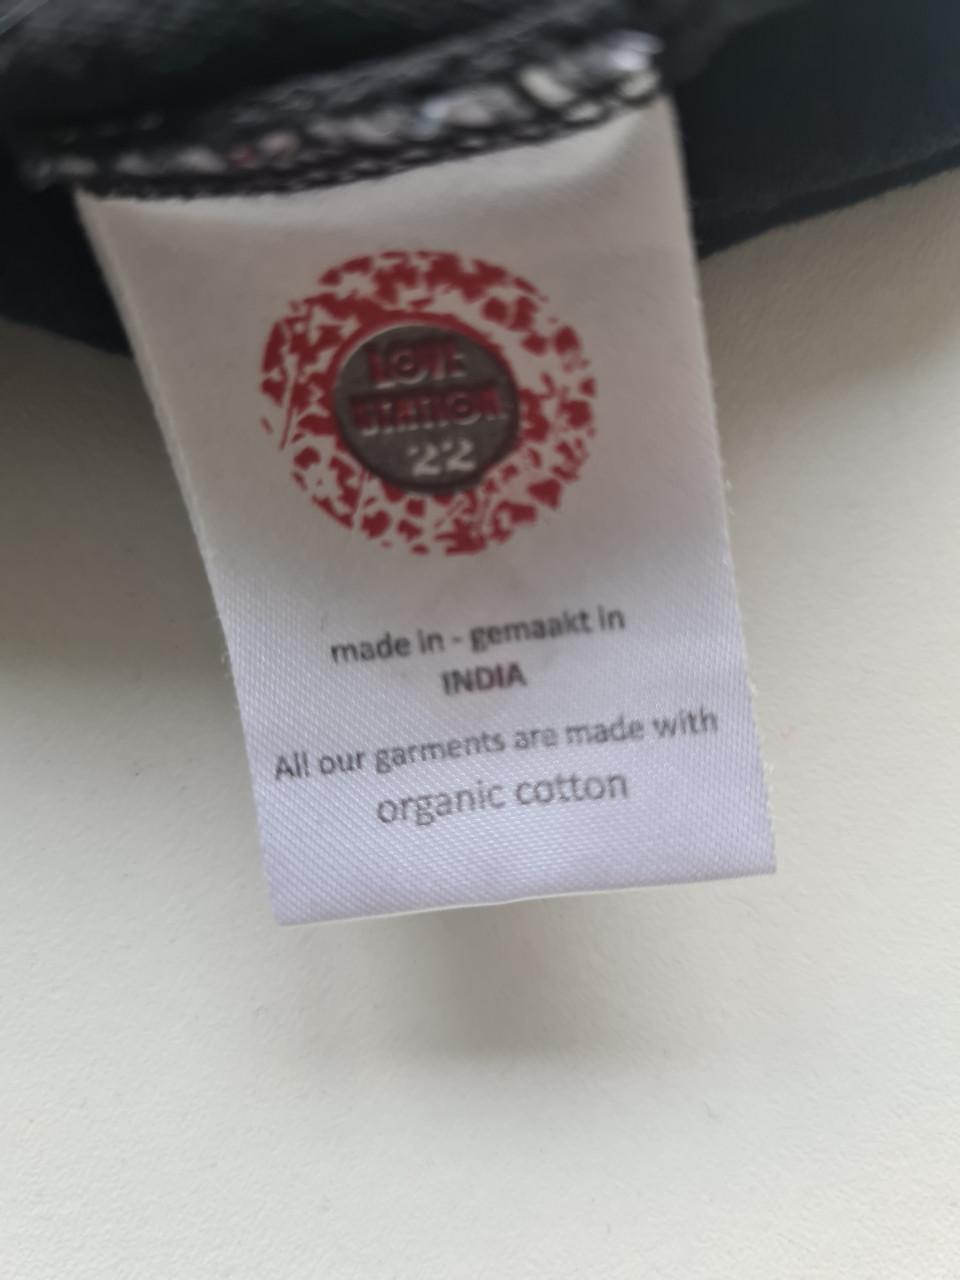 LOVE
STATION
22
made in - gemaakt in
INDIA
All our garments are made with
organic cotton